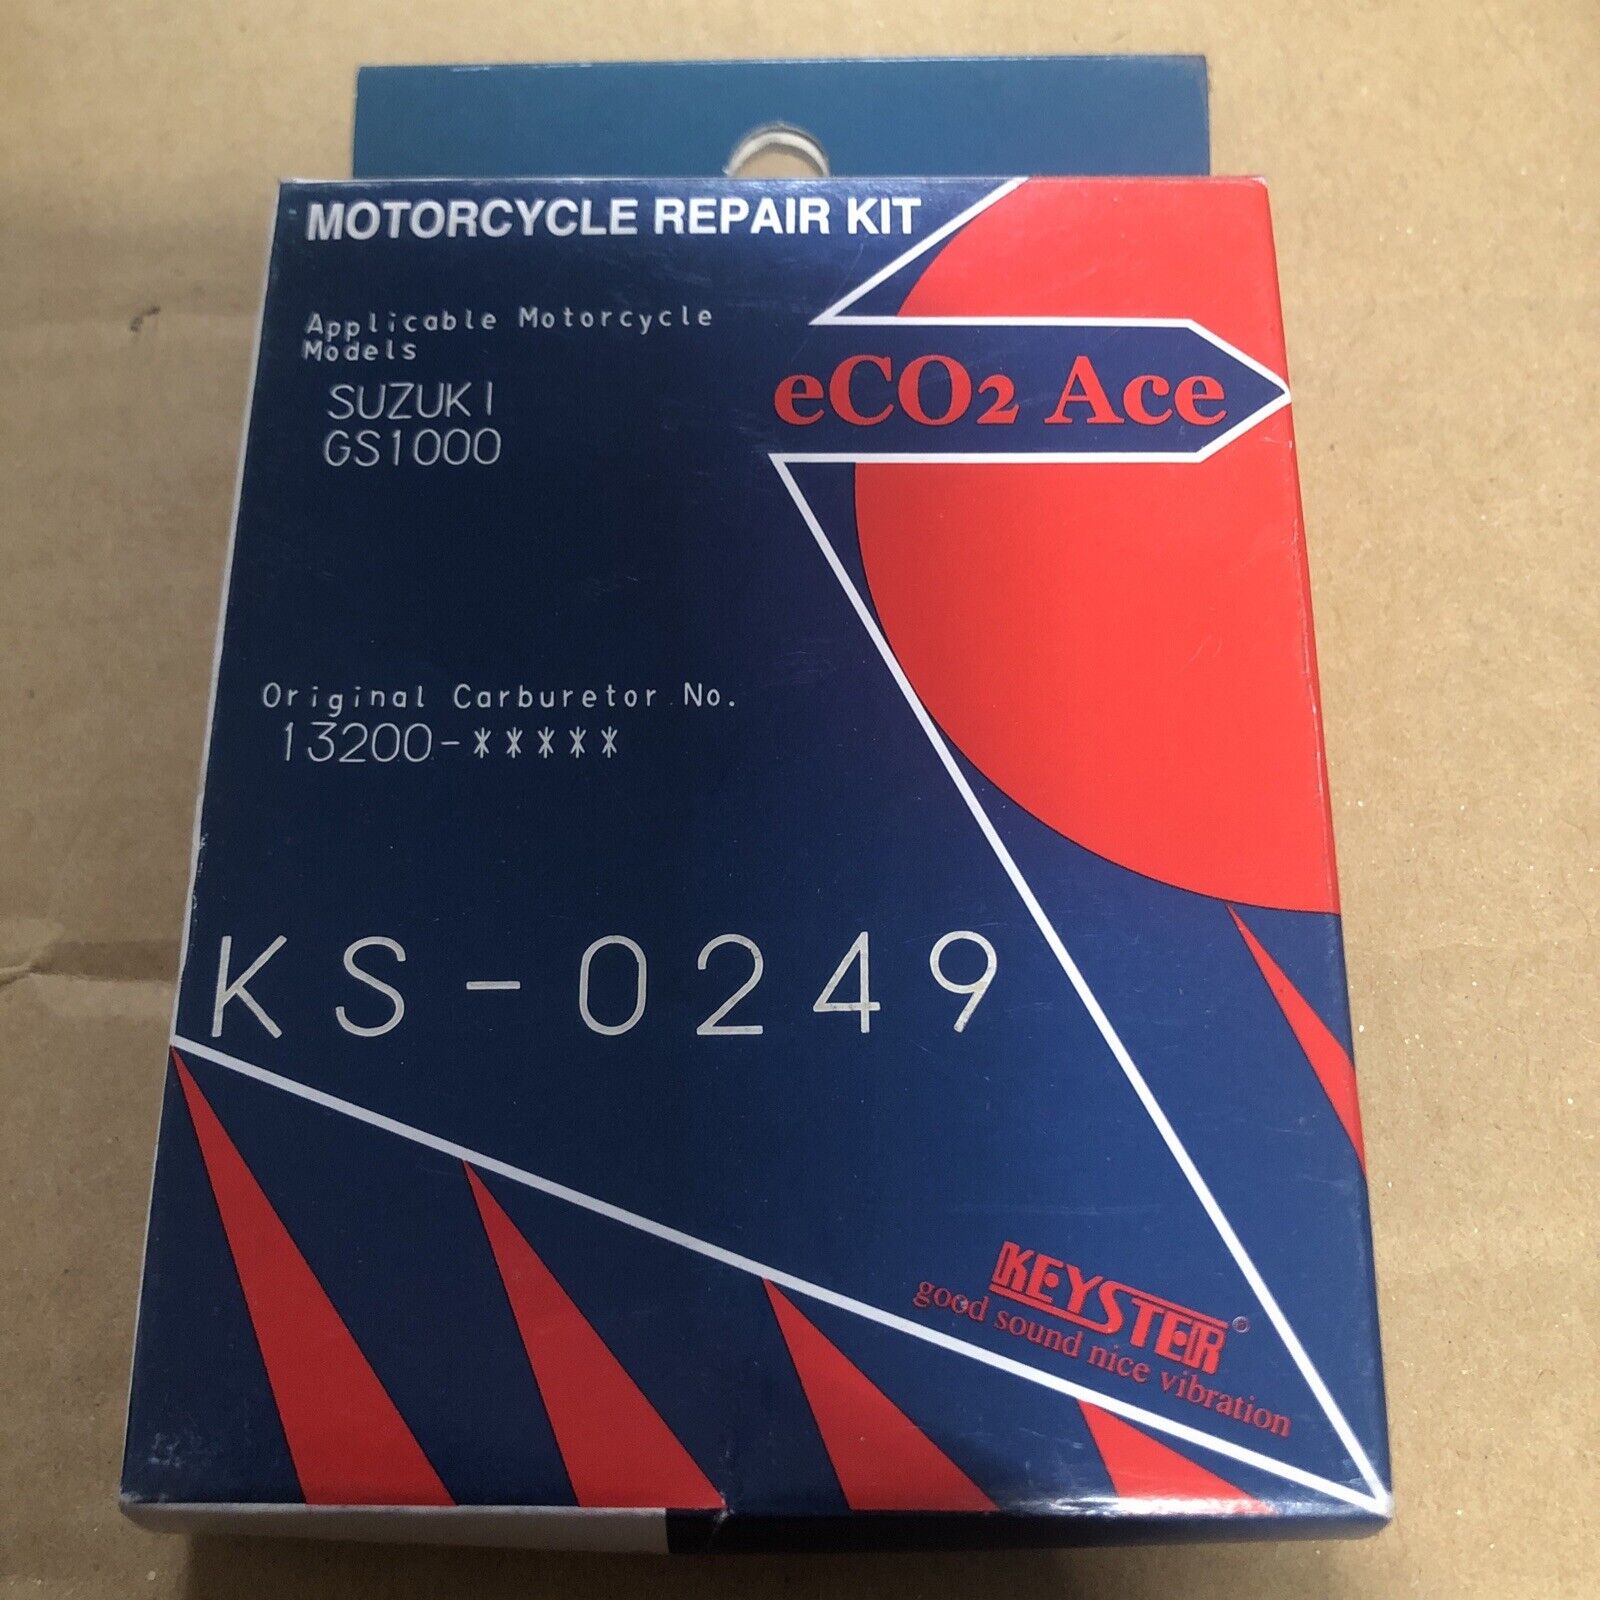 MOTORCYCLE REPAIR KIT
Applicable Motorcycle
Models
SUZUKI
GS1000
eCO2 Ace
Original Carburetor No.
13200-*****
KS-0249
KEYSTER©
good sound nice vibration